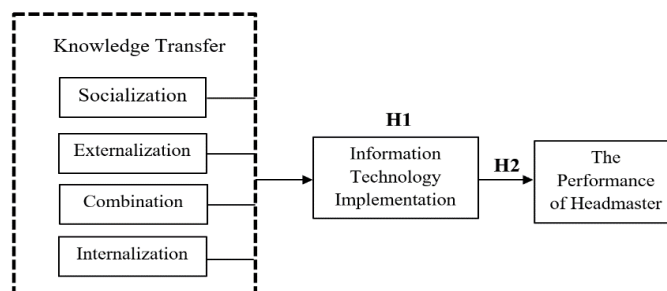 Knowledge Transfer
Socialization
Externalization
Combination
Internalization
H1
Information
Technology
Implementation
H2
The
Performance
of Headmaster